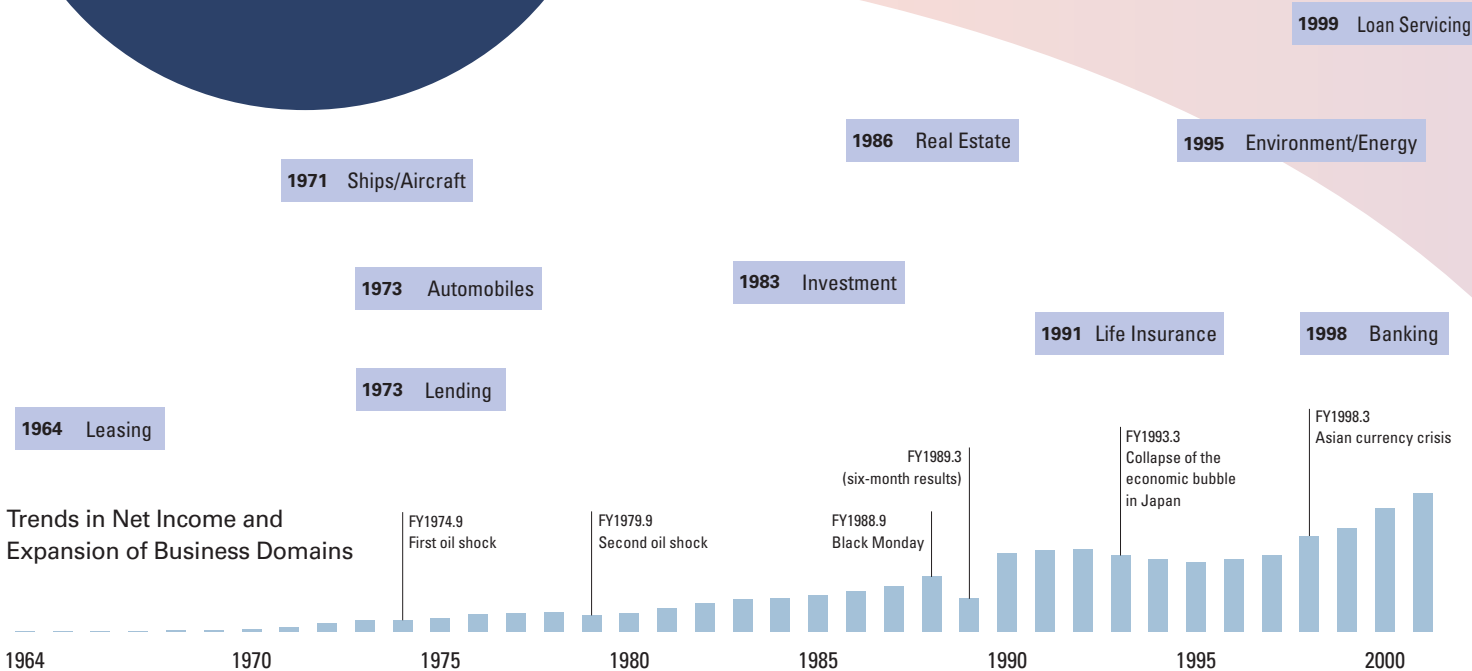 1999 Loan Servicing
1986 Real Estate
1995 Environment/Energy
1971 Ships/Aircraft
1973 Automobiles
1983 Investment
1991 Life Insurance
1998 Banking
1973 Lending
1964 Leasing
Trends in Net Income and
Expansion of Business Domains
FY1974.9
First oil shock
FY1979.9
Second oil shock
FY1988.9
Black Monday
FY1989.3
(six-month results)
FY1993.3
Collapse of the
economic bubble
in Japan
FY1998.3
Asian currency crisis
1964 1970 1975 1980 1985 1990 1995 2000